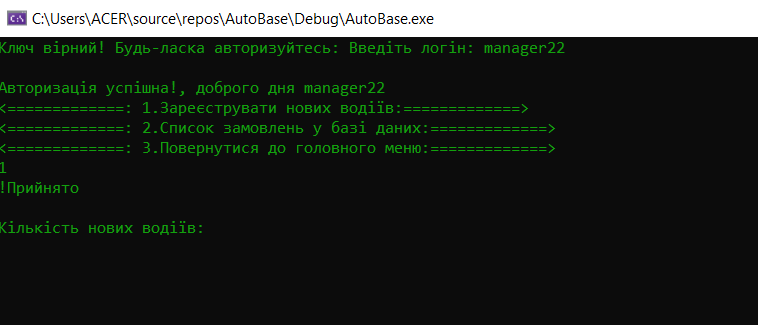 C:\Users\ACER\source\repos\AutoBase\Debug\AutoBase.exe
Ключ вірний! Будь-ласка авторизуйтесь: Введіть логін: manager22
Авторизація успішна!, доброго дня manager22
<=============: 1.Зареєструвати нових водіїв:=============>
<=============: 2.Список замовлень у базі даних:=============>
<=============: 3.Повернутися до головного меню:=============>
1
!Прийнято
Кількість нових водіїв: